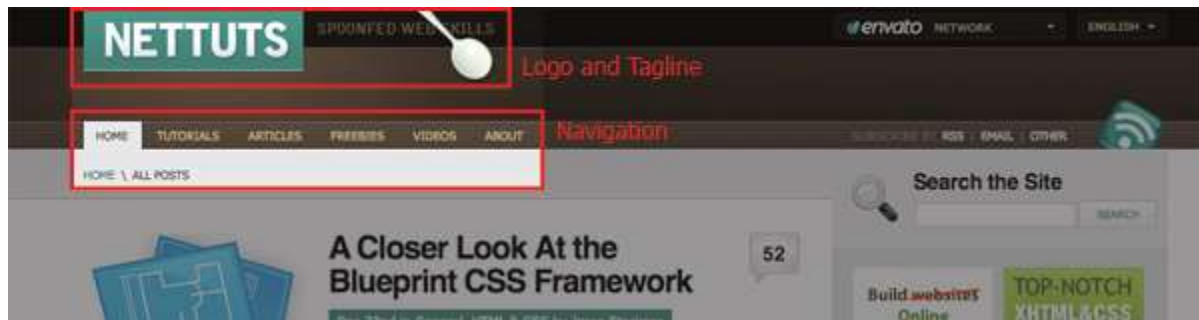 NETTUTS
SPOONFED WEB SKILLS
envato NETWORK
ENGLISH
Logo and Tagline
HOME TUTORIALS ARTICLES FREEBIES VIDEOS ABOUT
Navigation
SUBSCRIBE BY RSS | EMAIL | OTHER
HOME \ ALL POSTS
Search the Site
SEARCH
A Closer Look At the
Blueprint CSS Framework
52
Build websites
Online
TOP-NOTCH
XHTML&CSS